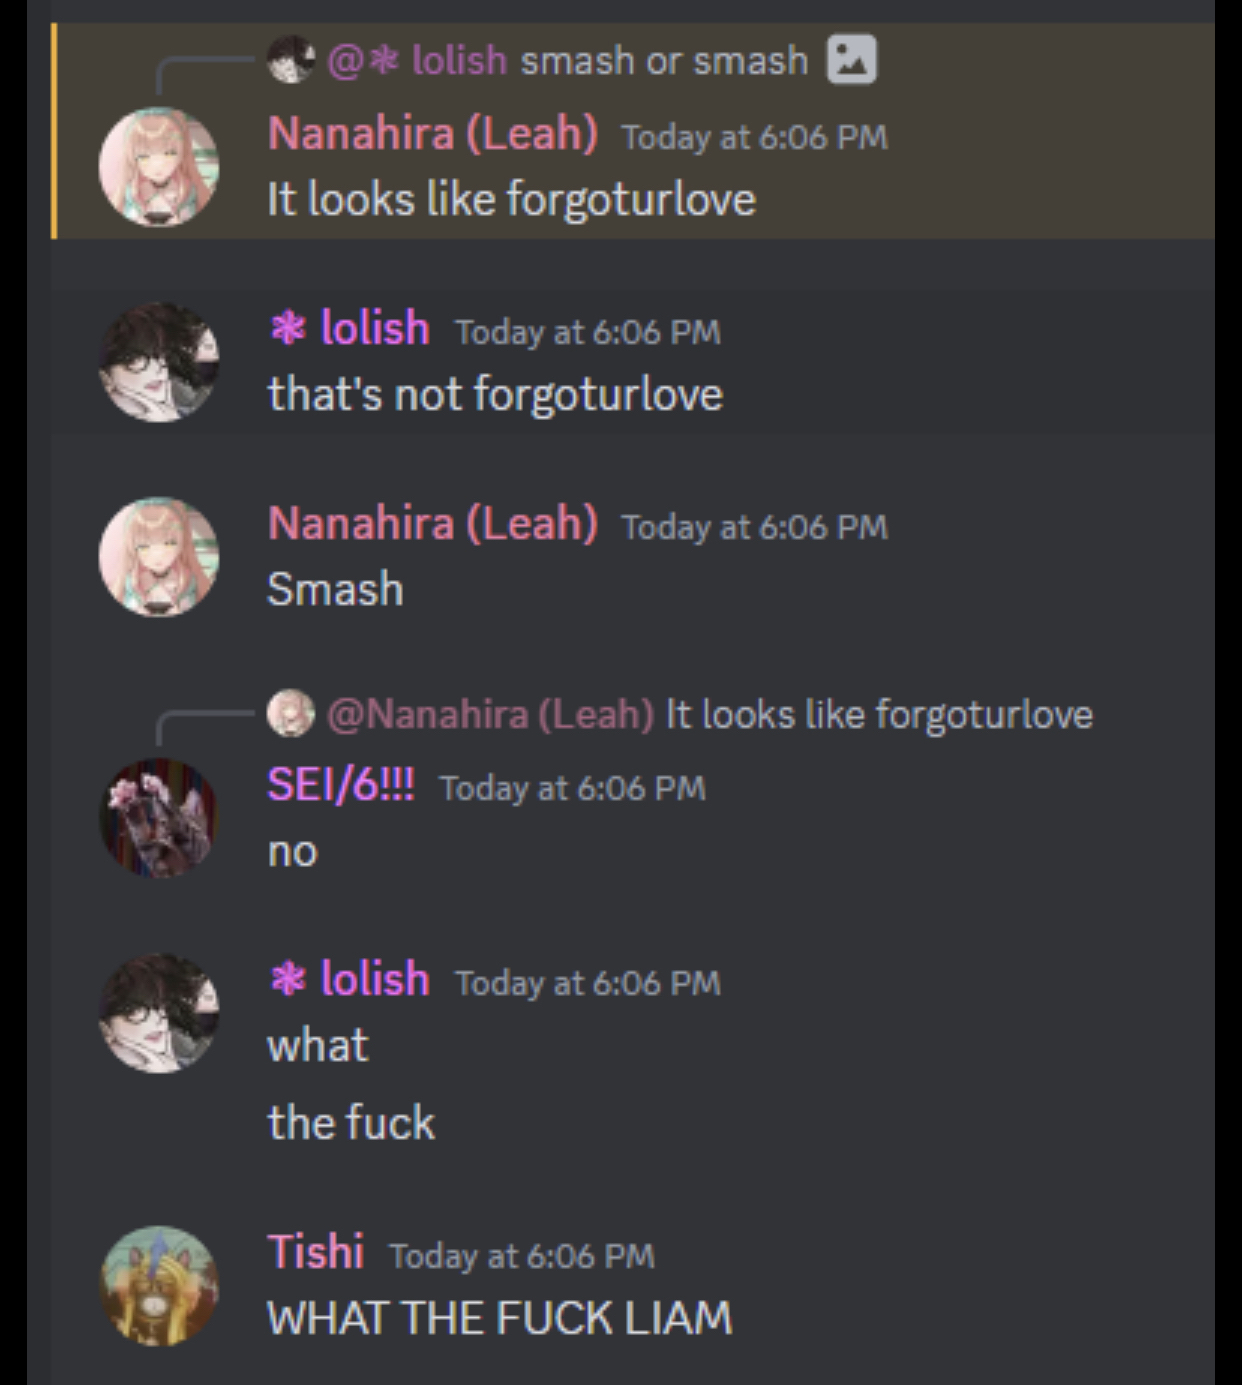 @❃ lolish smash or smash
Nanahira (Leah) Today at 6:06 PM
It looks like forgoturlove
❃ lolish Today at 6:06 PM
that's not forgoturlove
Nanahira (Leah) Today at 6:06 PM
Smash
@Nanahira (Leah) It looks like forgoturlove
SEI/6!!! Today at 6:06 PM
no
❃ lolish Today at 6:06 PM
what
the fuck
Tishi Today at 6:06 PM
WHAT THE FUCK LIAM